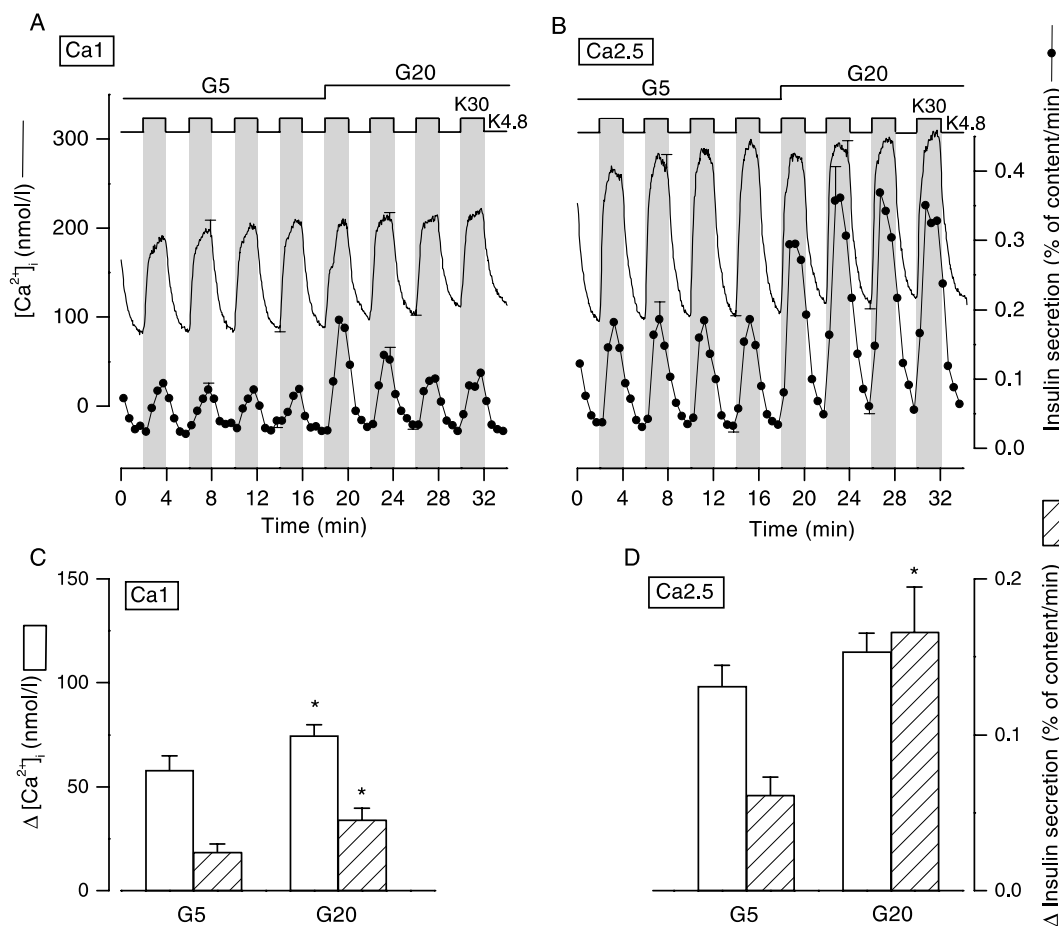 A
B
Ca1
Ca2.5
G5
G20
G5
G20
K30
K4.8
K30
K4.8
[Ca²⁺]ᵢ (nmol/l)
300
200
100
0
0.4
0.3
0.2
0.1
0.0
Insulin secretion (% of content/min)
0 4 8 12 16 20 24 28 32
0 4 8 12 16 20 24 28 32
Time (min)
Time (min)
C
D
Ca1
Ca2.5
Δ [Ca²⁺]ᵢ (nmol/l)
150
100
50
0
* *
*
0.2
0.1
0.0
Δ Insulin secretion (% of content/min)
G5 G20
G5 G20